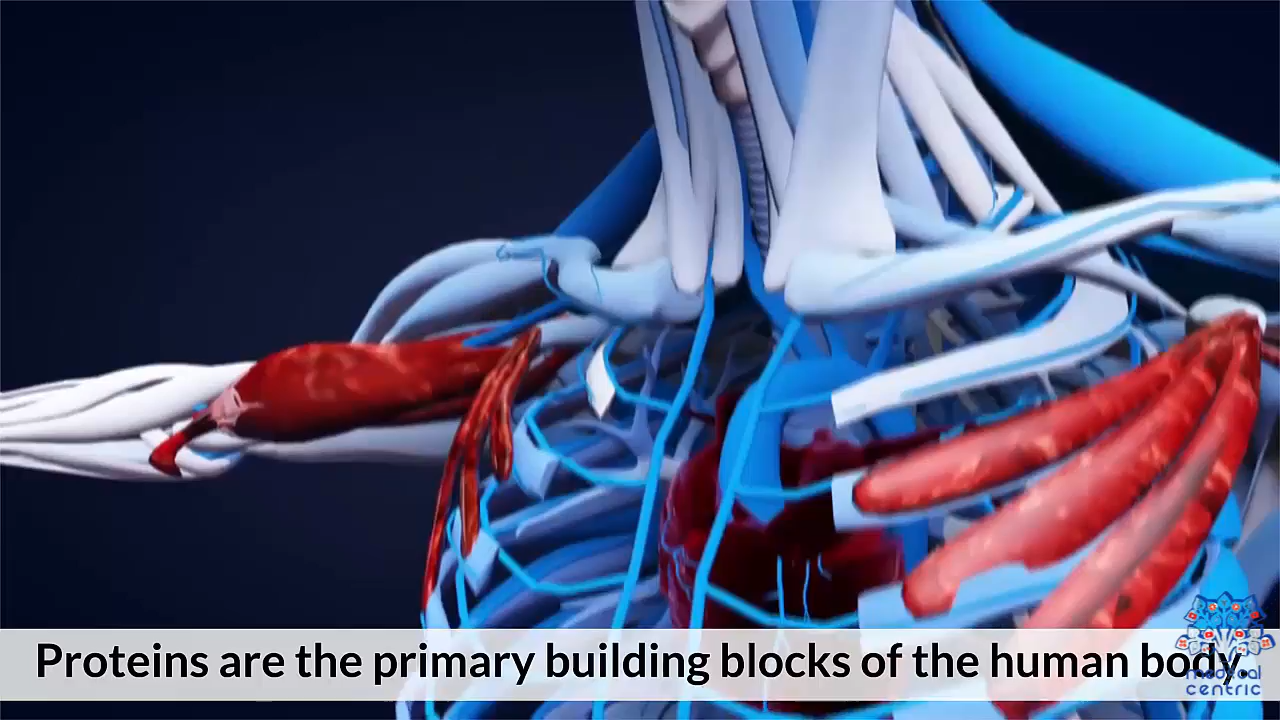 Proteins are the primary building blocks of the human body.
medical
centric